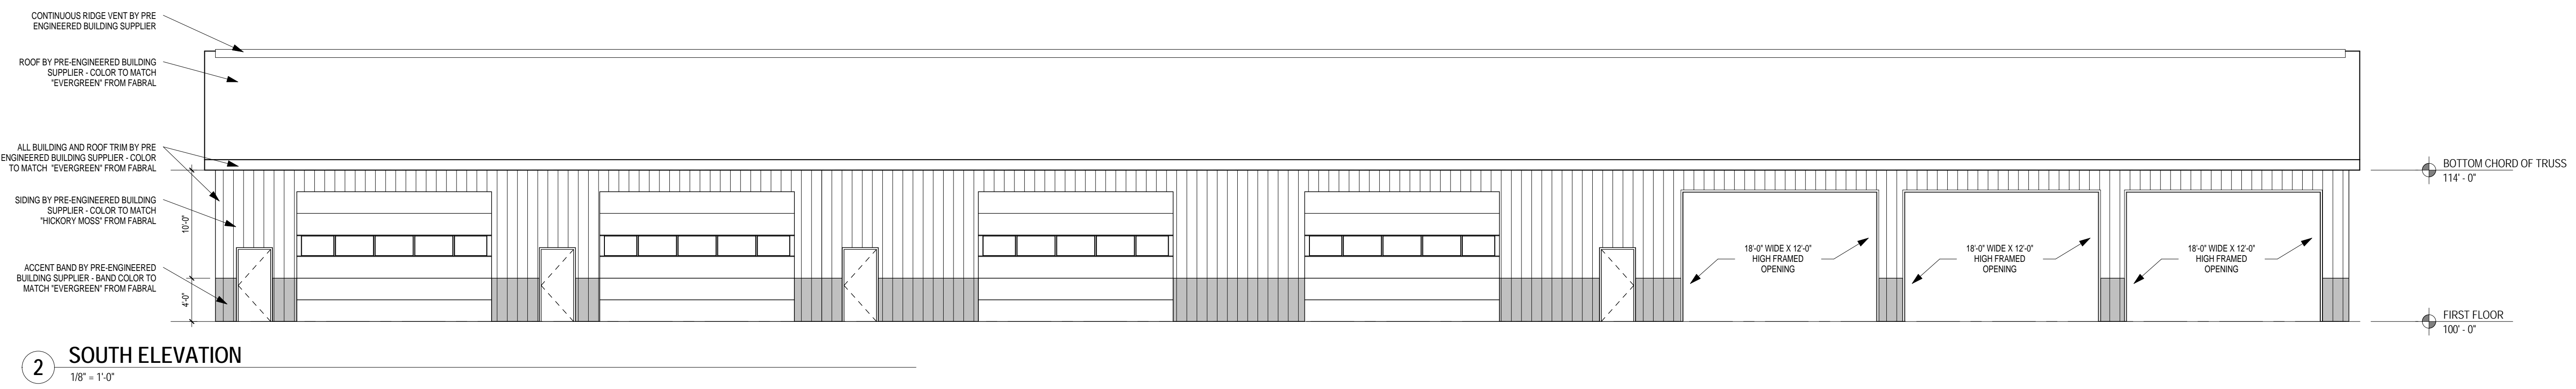 CONTINUOUS RIDGE VENT BY PRE
ENGINEERED BUILDING SUPPLIER
ROOF BY PRE-ENGINEERED BUILDING
SUPPLIER - COLOR TO MATCH
"EVERGREEN" FROM FABRAL
ALL BUILDING AND ROOF TRIM BY PRE
ENGINEERED BUILDING SUPPLIER - COLOR
TO MATCH "EVERGREEN" FROM FABRAL
SIDING BY PRE-ENGINEERED BUILDING
SUPPLIER - COLOR TO MATCH
"HICKORY MOSS" FROM FABRAL
ACCENT BAND BY PRE-ENGINEERED
BUILDING SUPPLIER - BAND COLOR TO
MATCH "EVERGREEN" FROM FABRAL
10'-0"
4'-0"
18'-0" WIDE X 12'-0"
HIGH FRAMED
OPENING
18'-0" WIDE X 12'-0"
HIGH FRAMED
OPENING
18'-0" WIDE X 12'-0"
HIGH FRAMED
OPENING
BOTTOM CHORD OF TRUSS
114' - 0"
FIRST FLOOR
100' - 0"
2
SOUTH ELEVATION
1/8" = 1'-0"